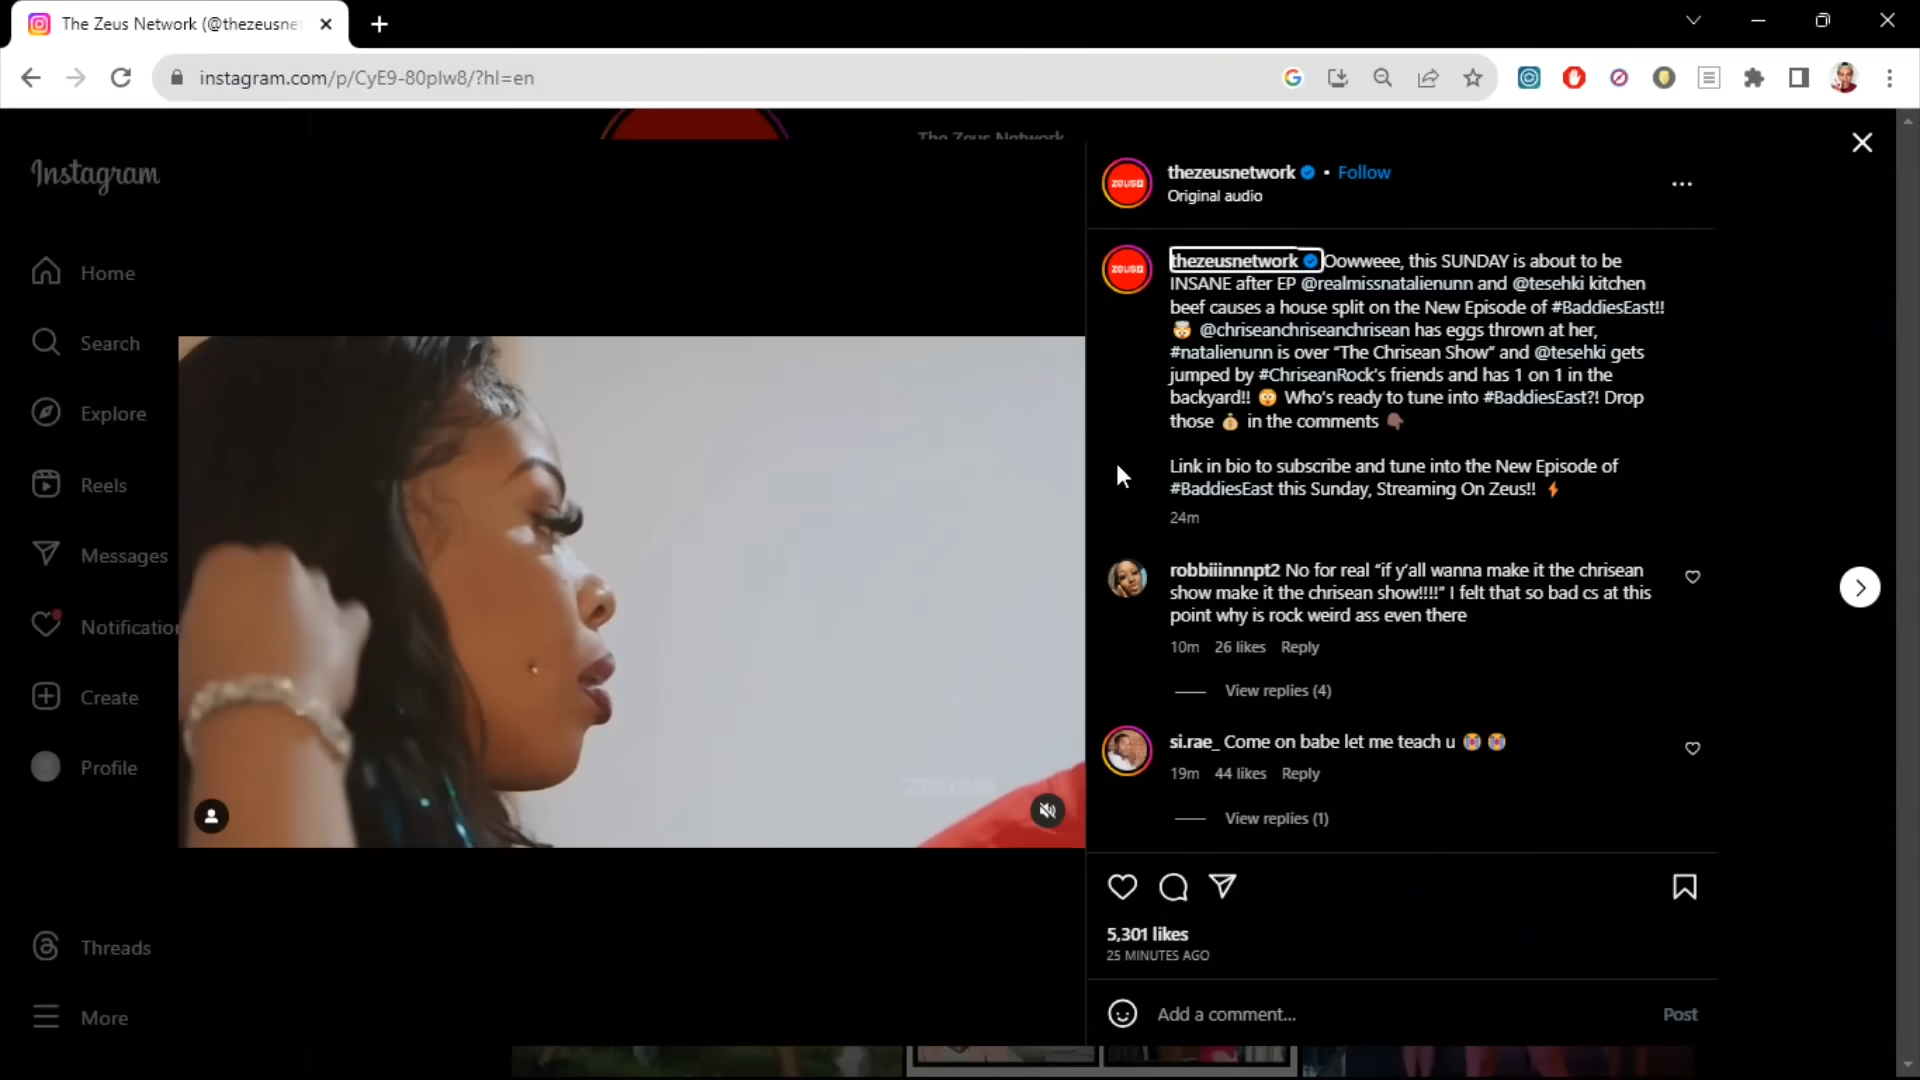 The Zeus Network (@thezeusne
instagram.com/p/CyE9-80pIw8/?hl=en
The Zeus Network
Instagram
Home
Search
Explore
Reels
Messages
Notification
Create
Profile
Threads
More
ZEUS
thezeusnetwork • Follow
Original audio
ZEUS
thezeusnetwork Oowweee, this SUNDAY is about to be
INSANE after EP @realmissnatalienunn and @tesehki kitchen
beef causes a house split on the New Episode of #BaddiesEast!!
🤯 @chriseanchriseanchrisean has eggs thrown at her,
#natalienunn is over “The Chrisean Show” and @tesehki gets
jumped by #ChriseanRock's friends and has 1 on 1 in the
backyard!! 😳 Who's ready to tune into #BaddiesEast?! Drop
those 💰 in the comments 👇🏿
Link in bio to subscribe and tune into the New Episode of
#BaddiesEast this Sunday, Streaming On Zeus!! ⚡
24m
robbiiinnnpt2 No for real “if y'all wanna make it the chrisean
show make it the chrisean show!!!!” I felt that so bad cs at this
point why is rock weird ass even there
10m 26 likes Reply
View replies (4)
si.rae_ Come on babe let me teach u 😭 😭
19m 44 likes Reply
View replies (1)
5,301 likes
25 MINUTES AGO
Add a comment...
Post